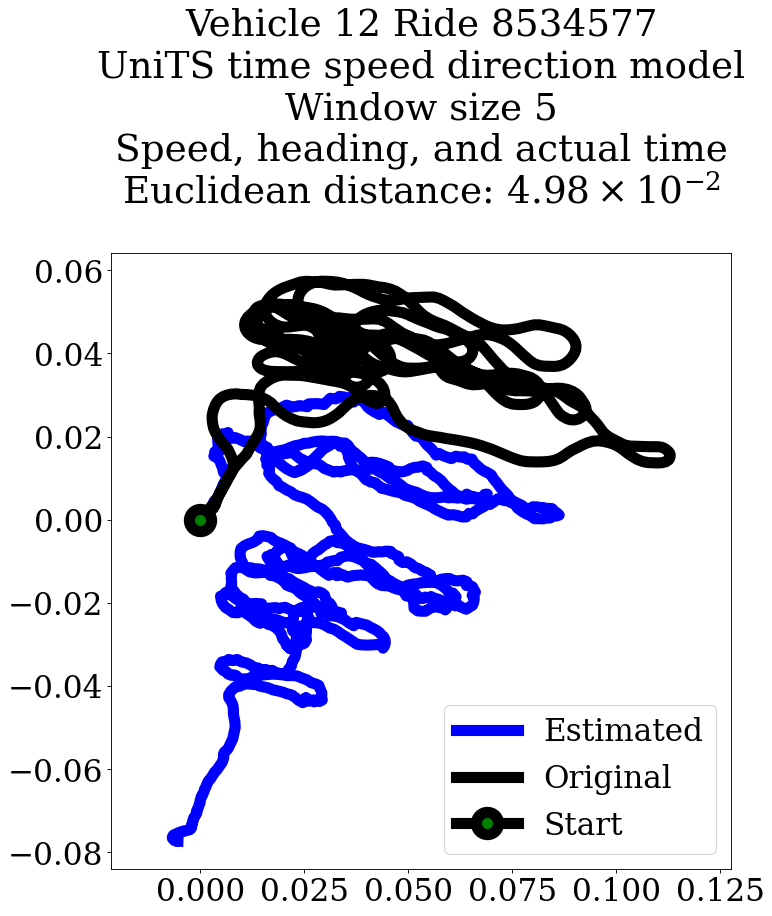 Vehicle 12 Ride 8534577
UniTS time speed direction model
Window size 5
Speed, heading, and actual time
Euclidean distance: 4.98 × 10⁻²
0.06
0.04
0.02
0.00
−0.02
−0.04
−0.06
−0.08
Estimated
Original
Start
0.000 0.025 0.050 0.075 0.100 0.125